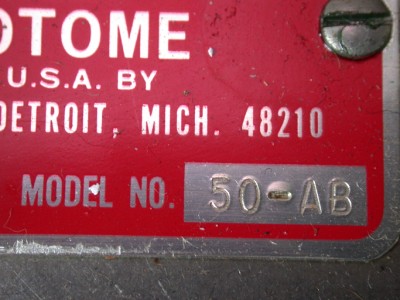 OTOME
U.S.A. BY
DETROIT, MICH. 48210
MODEL NO. 50-AB